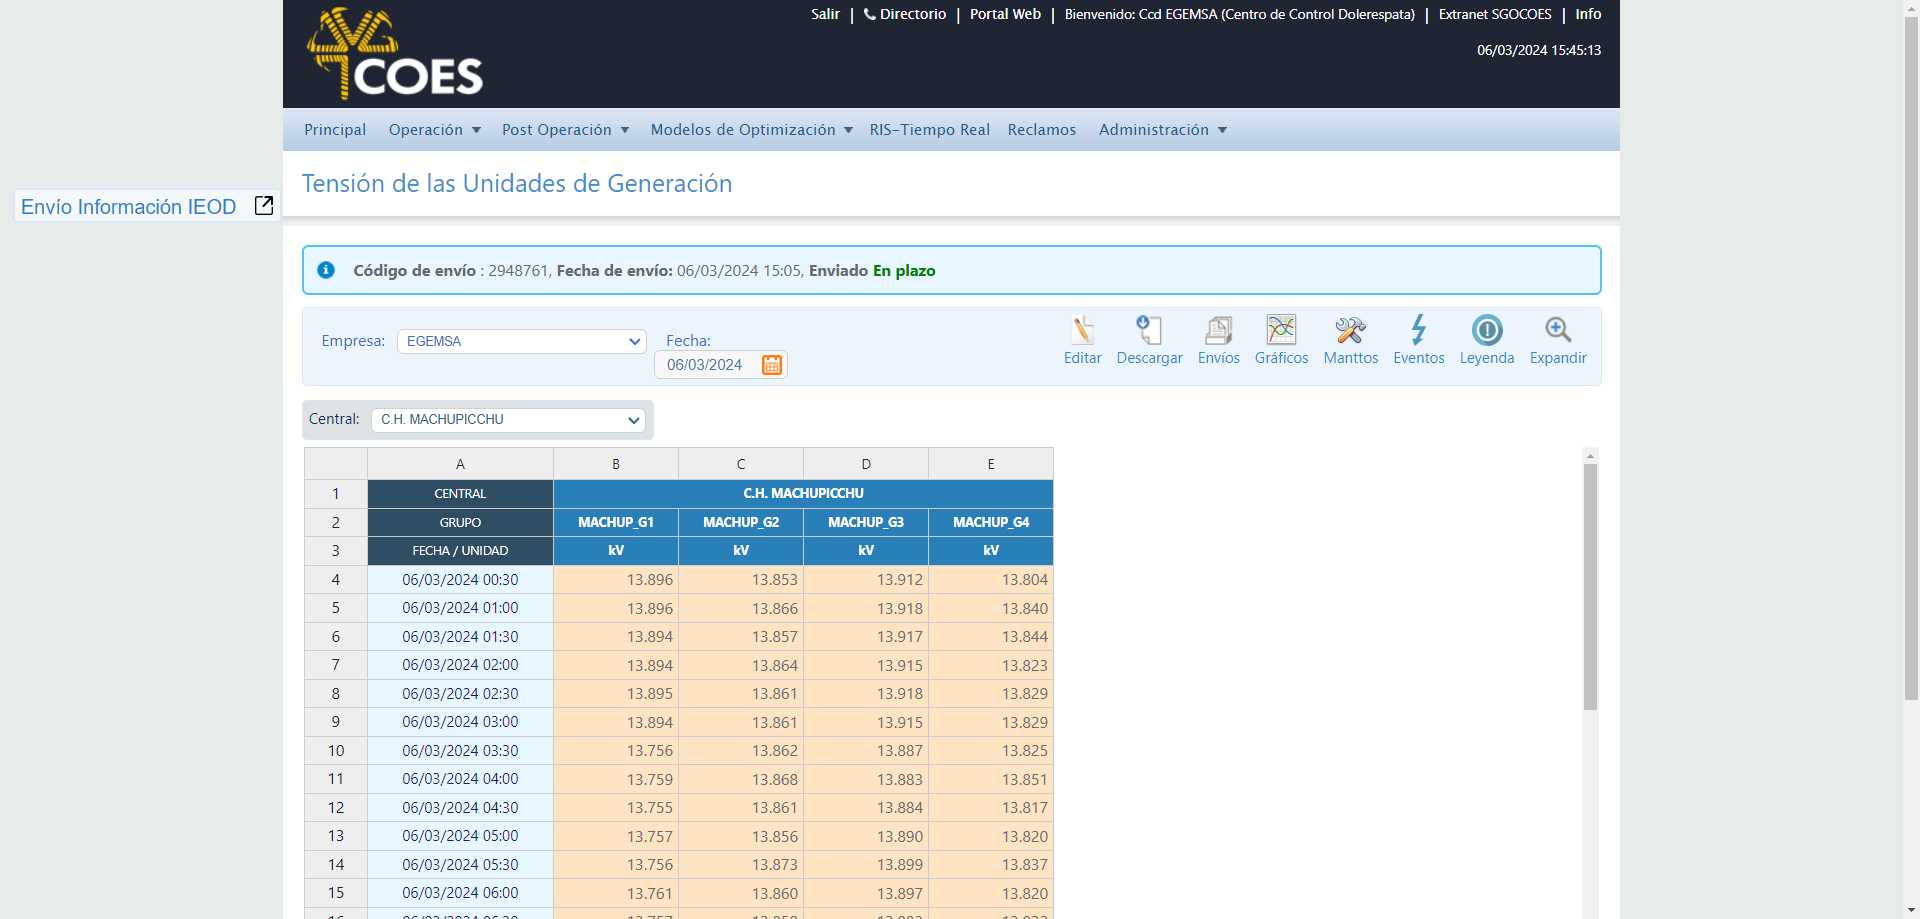 Salir | Directorio | Portal Web | Bienvenido: Ccd EGEMSA (Centro de Control Dolerespata) | Extranet SGOCOES | Info
06/03/2024 15:45:13
COES
Principal Operación Post Operación Modelos de Optimización RIS-Tiempo Real Reclamos Administración
Tensión de las Unidades de Generación
Envío Información IEOD
Código de envío : 2948761, Fecha de envío: 06/03/2024 15:05, Enviado En plazo
Empresa: EGEMSA Fecha:
06/03/2024
Editar Descargar Envíos Gráficos Manttos Eventos Leyenda Expandir
Central: C.H. MACHUPICCHU
A B C D E
1 CENTRAL C.H. MACHUPICCHU
2 GRUPO MACHUP_G1 MACHUP_G2 MACHUP_G3 MACHUP_G4
3 FECHA / UNIDAD kV kV kV kV
4 06/03/2024 00:30 13.896 13.853 13.912 13.804
5 06/03/2024 01:00 13.896 13.866 13.918 13.840
6 06/03/2024 01:30 13.894 13.857 13.917 13.844
7 06/03/2024 02:00 13.894 13.864 13.915 13.823
8 06/03/2024 02:30 13.895 13.861 13.918 13.829
9 06/03/2024 03:00 13.894 13.861 13.915 13.829
10 06/03/2024 03:30 13.756 13.862 13.887 13.825
11 06/03/2024 04:00 13.759 13.868 13.883 13.851
12 06/03/2024 04:30 13.755 13.861 13.884 13.817
13 06/03/2024 05:00 13.757 13.856 13.890 13.820
14 06/03/2024 05:30 13.756 13.873 13.899 13.837
15 06/03/2024 06:00 13.761 13.860 13.897 13.820